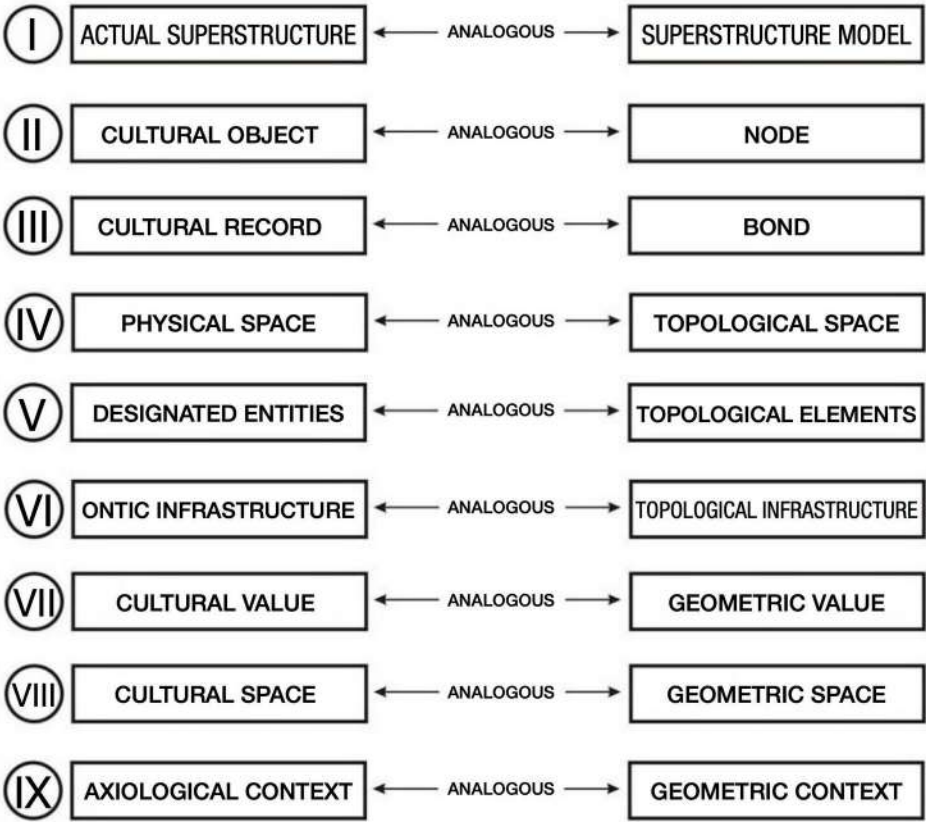 I ACTUAL SUPERSTRUCTURE ANALOGOUS SUPERSTRUCTURE MODEL
II CULTURAL OBJECT ANALOGOUS NODE
III CULTURAL RECORD ANALOGOUS BOND
IV PHYSICAL SPACE ANALOGOUS TOPOLOGICAL SPACE
V DESIGNATED ENTITIES ANALOGOUS TOPOLOGICAL ELEMENTS
VI ONTIC INFRASTRUCTURE ANALOGOUS TOPOLOGICAL INFRASTRUCTURE
VII CULTURAL VALUE ANALOGOUS GEOMETRIC VALUE
VIII CULTURAL SPACE ANALOGOUS GEOMETRIC SPACE
IX AXIOLOGICAL CONTEXT ANALOGOUS GEOMETRIC CONTEXT